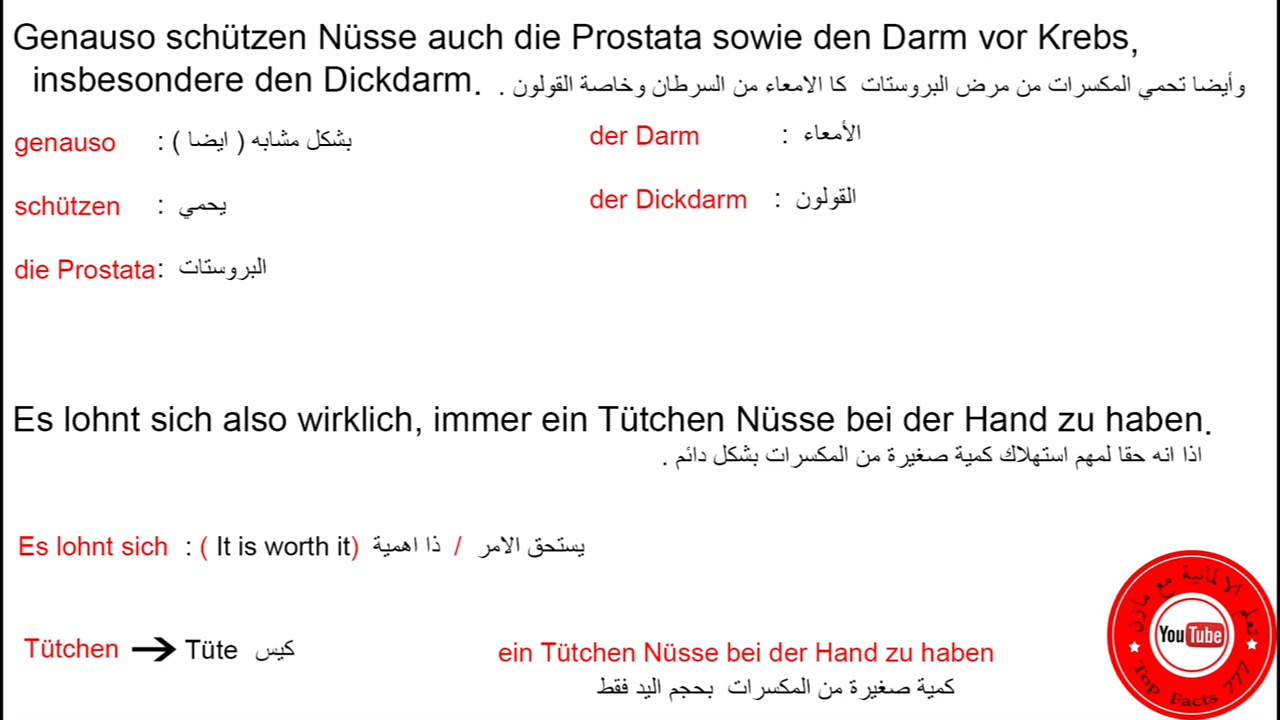 Genauso schützen Nüsse auch die Prostata sowie den Darm vor Krebs,
insbesondere den Dickdarm.
وأيضا تحمي المكسرات من مرض البروستات كا الامعاء من السرطان وخاصة القولون .
genauso : بشكل مشابه ( ايضا )
der Darm : الأمعاء
schützen : يحمي
der Dickdarm : القولون
die Prostata: البروستات
Es lohnt sich also wirklich, immer ein Tütchen Nüsse bei der Hand zu haben.
اذا انه حقا لمهم استهلاك كمية صغيرة من المكسرات بشكل دائم .
Es lohnt sich : ( It is worth it) يستحق الامر / ذا اهمية
Tütchen → Tüte كيس
ein Tütchen Nüsse bei der Hand zu haben
كمية صغيرة من المكسرات بحجم اليد فقط
تعلم الالمانية مع مازن
YouTube
Top Facts 777